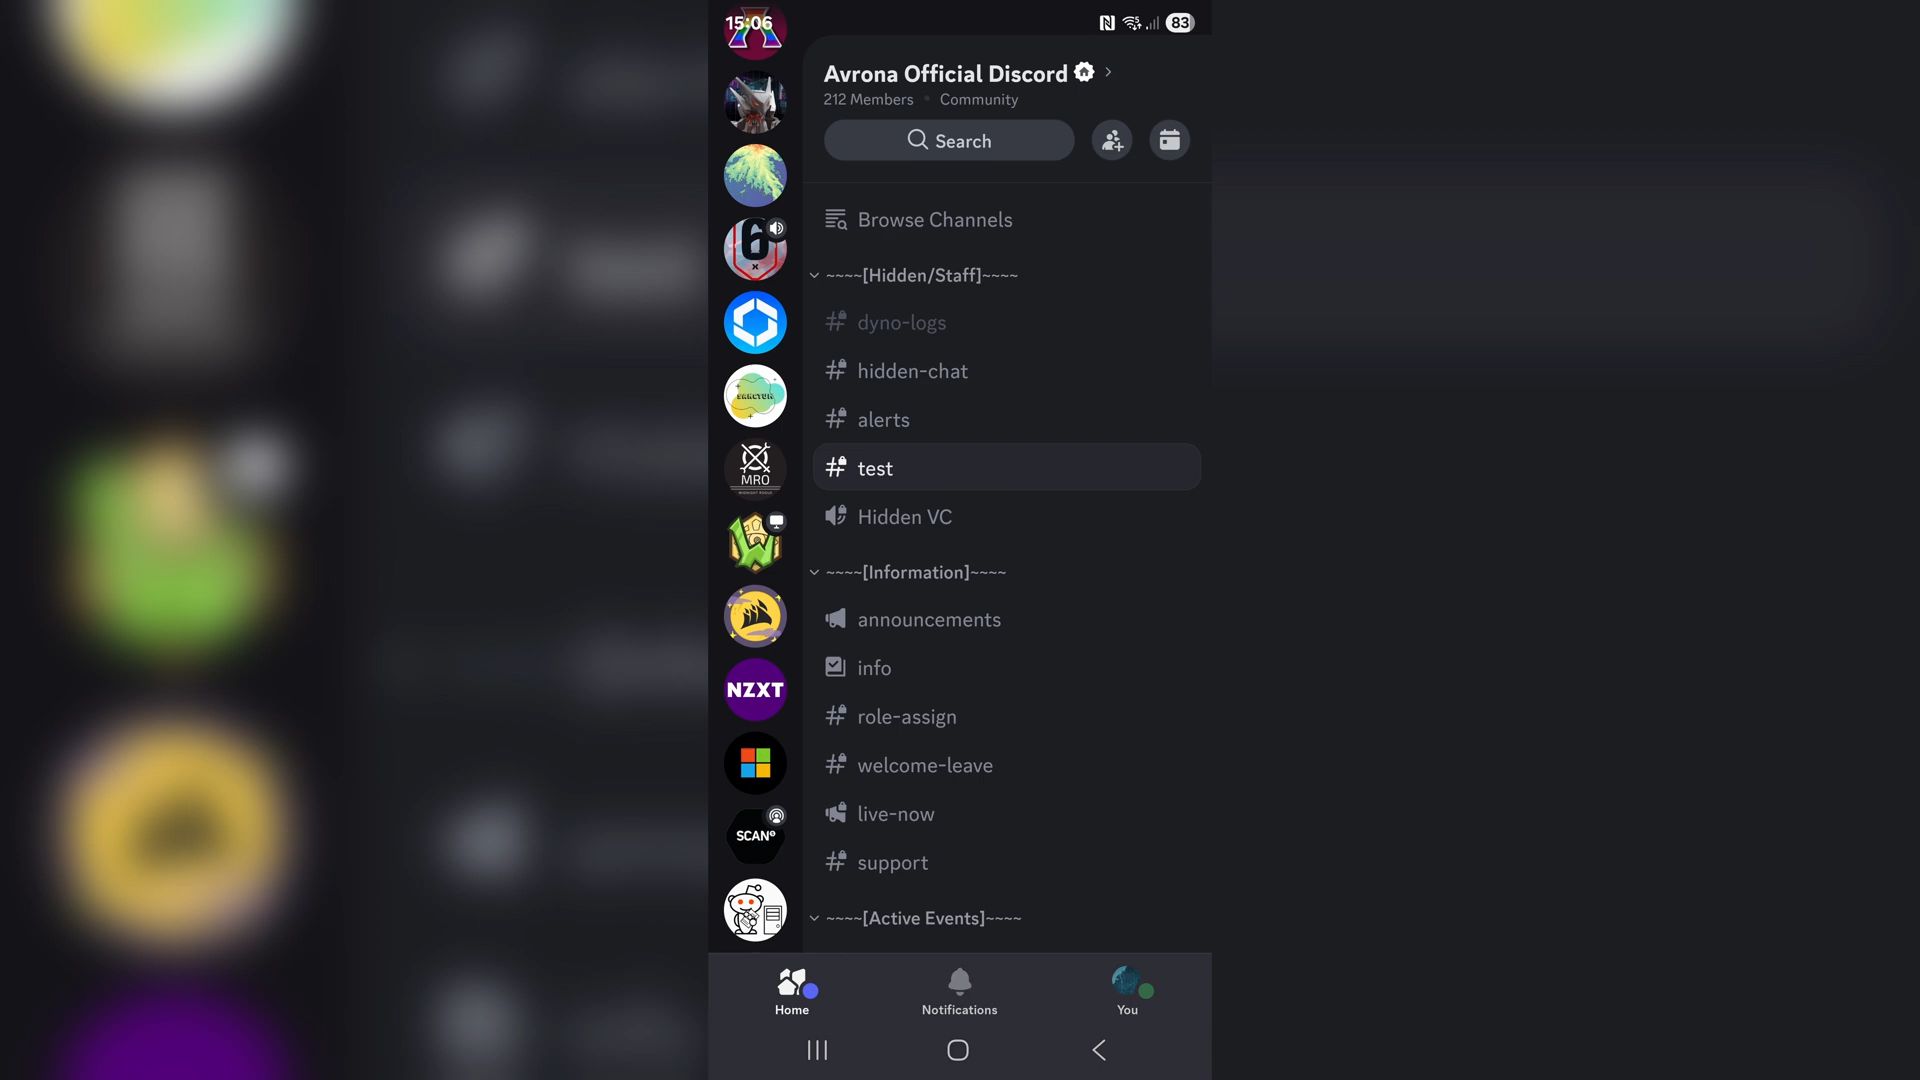 15:06
83
Avrona Official Discord
212 Members • Community
Search
Browse Channels
~~~~[Hidden/Staff]~~~~
dyno-logs
hidden-chat
alerts
test
Hidden VC
~~~~[Information]~~~~
announcements
info
role-assign
welcome-leave
live-now
support
~~~~[Active Events]~~~~
6
SANCTUM
MRO
W
NZXT
SCAN
Home
Notifications
You